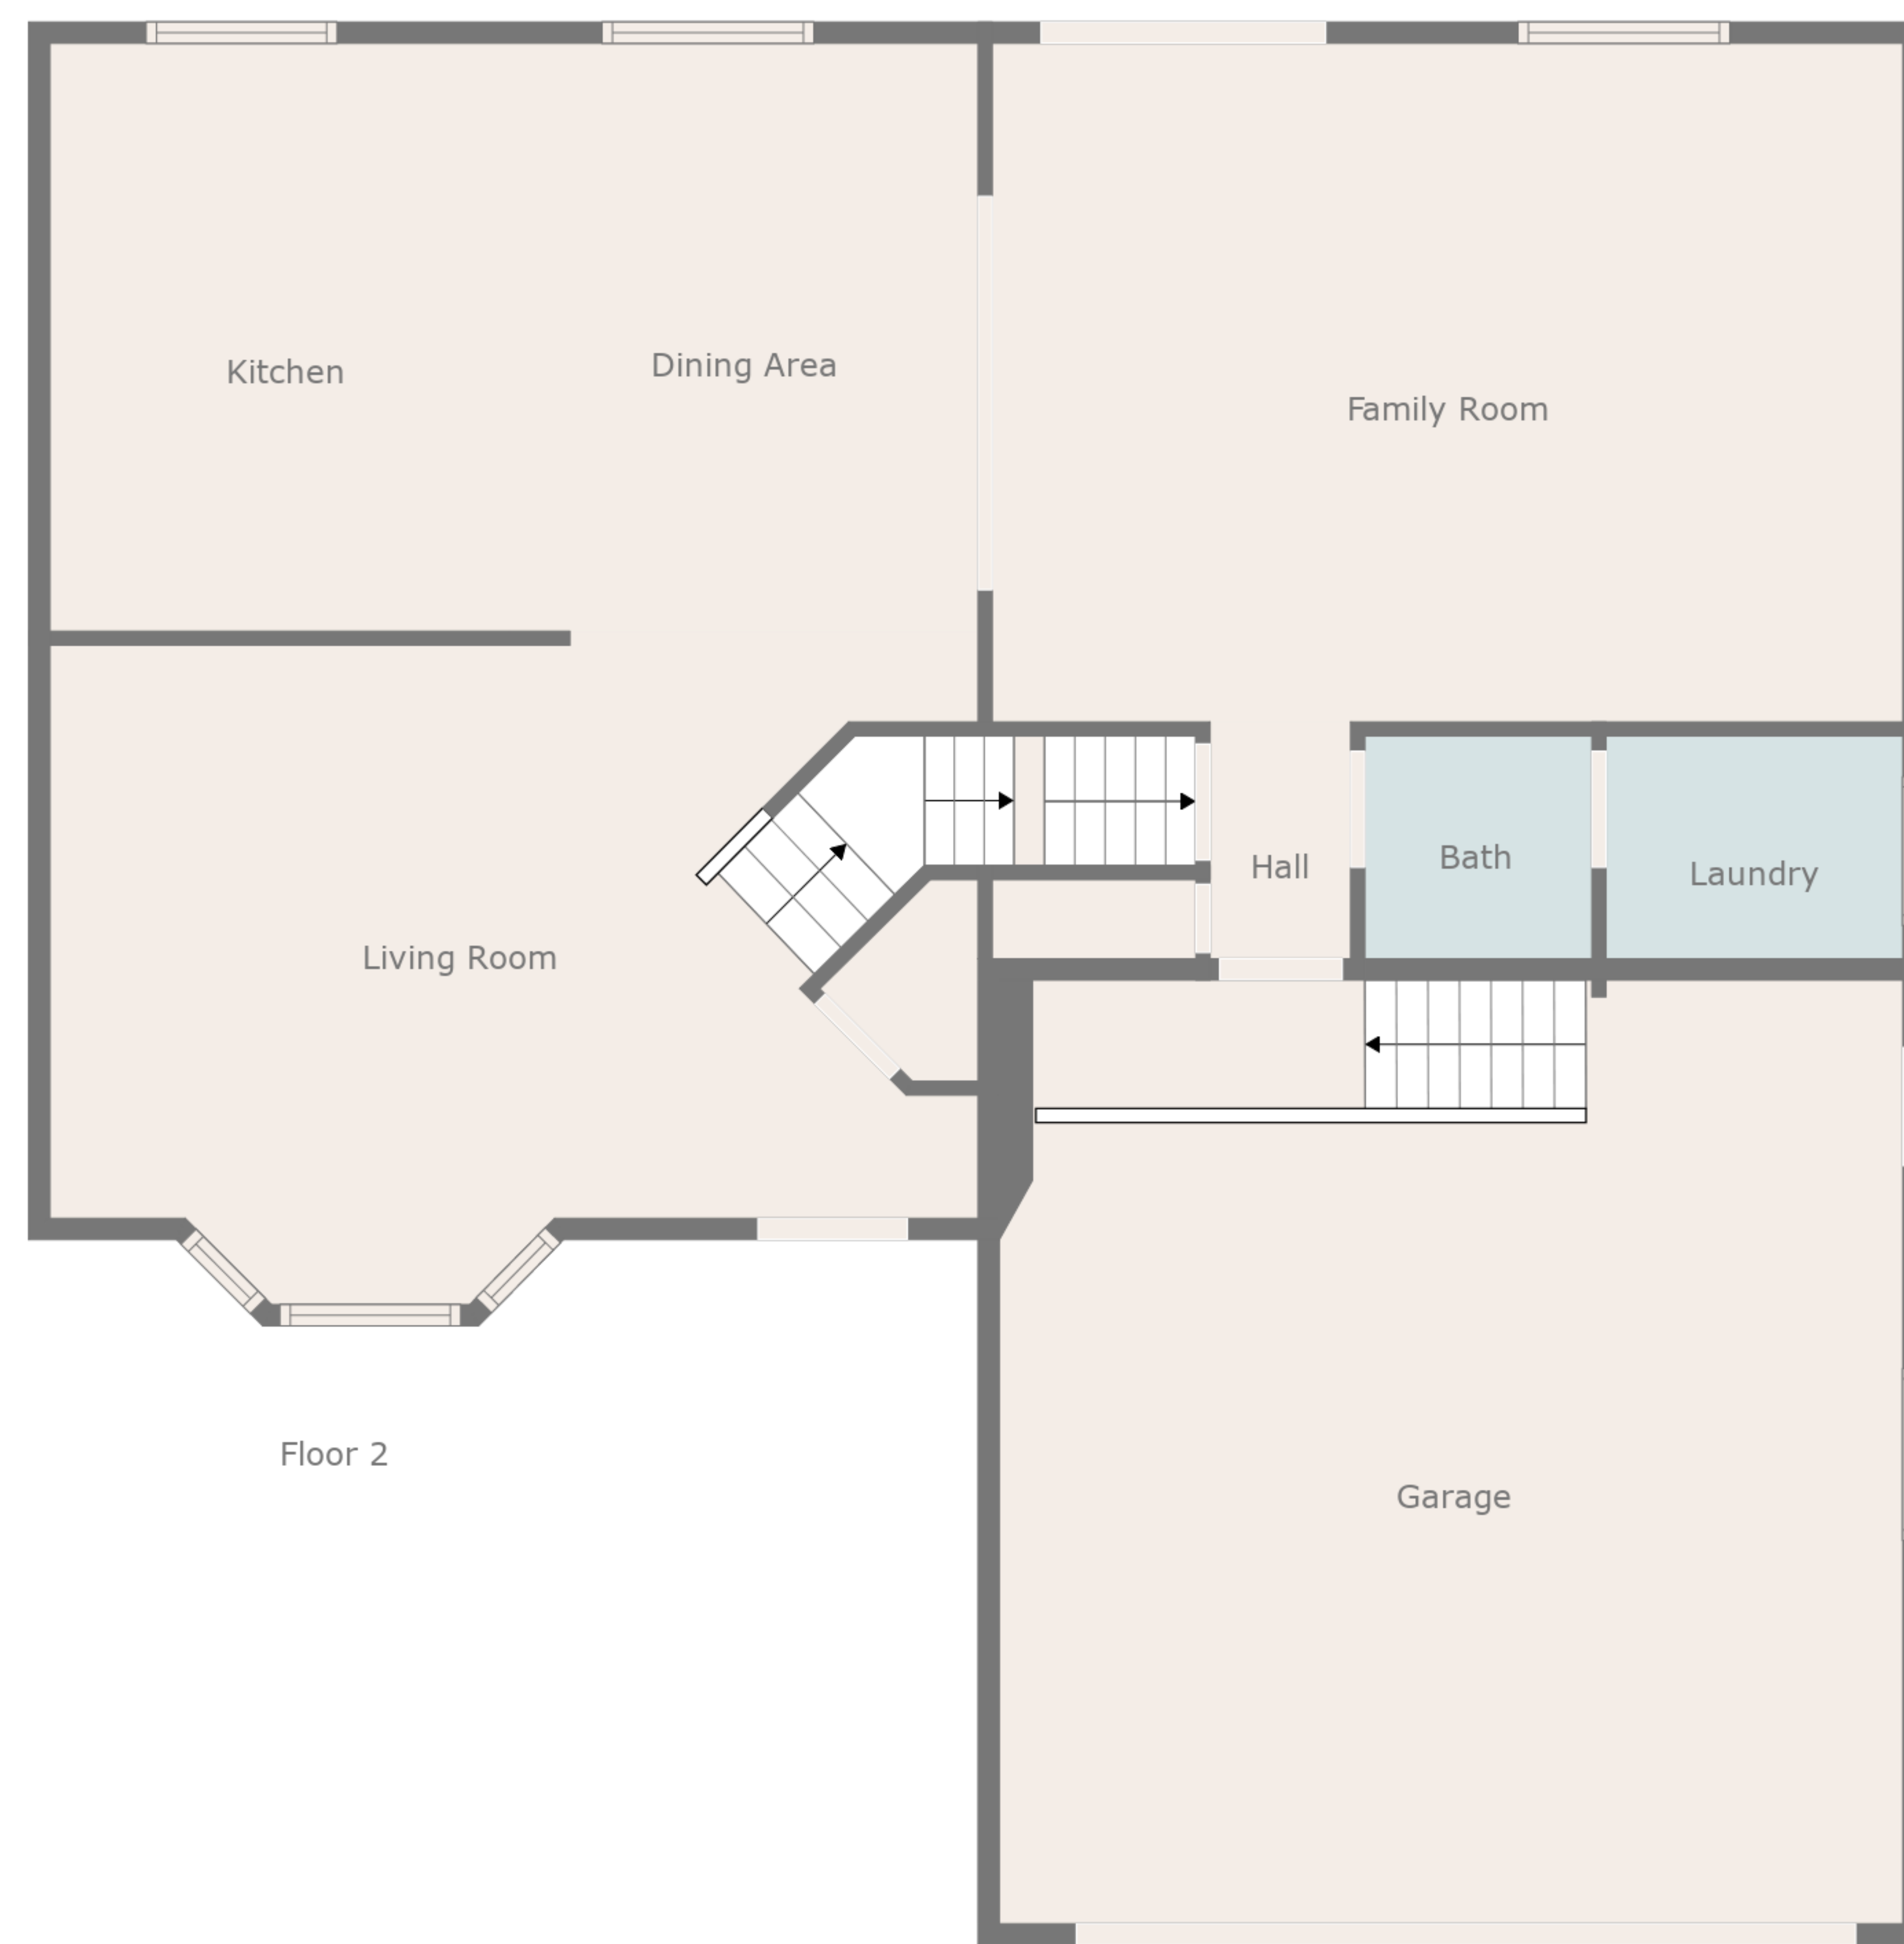 Kitchen
Dining Area
Family Room
Living Room
Hall
Bath
Laundry
Floor 2
Garage